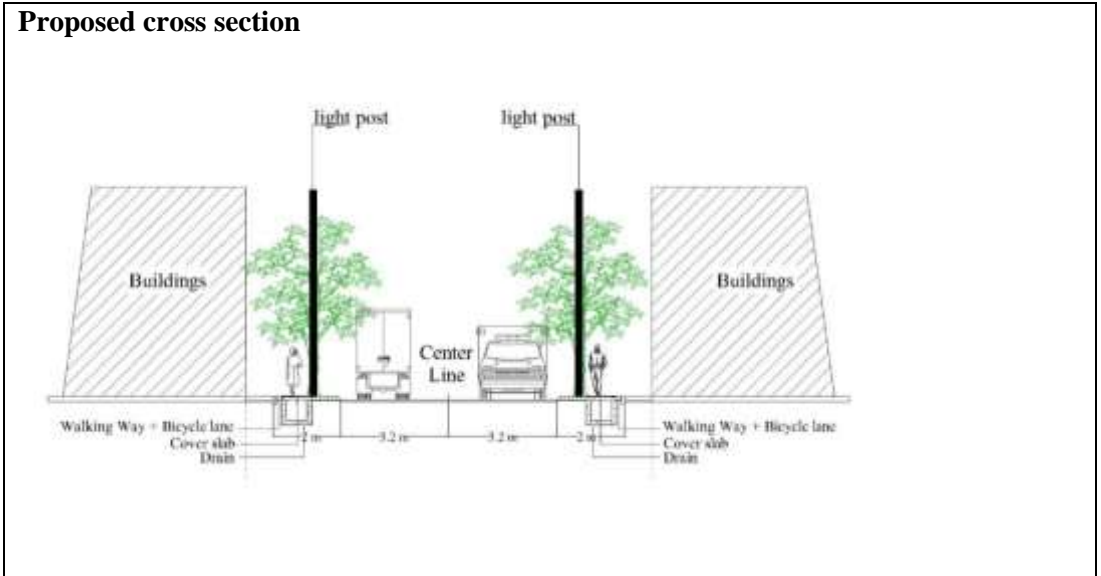 Proposed cross section
light post
light post
Buildings
Buildings
Center
Line
Walking Way + Bicycle lane
Cover slab
Drain
2 m
3.2 m
3.2 m
2 m
Walking Way + Bicycle lane
Cover slab
Drain